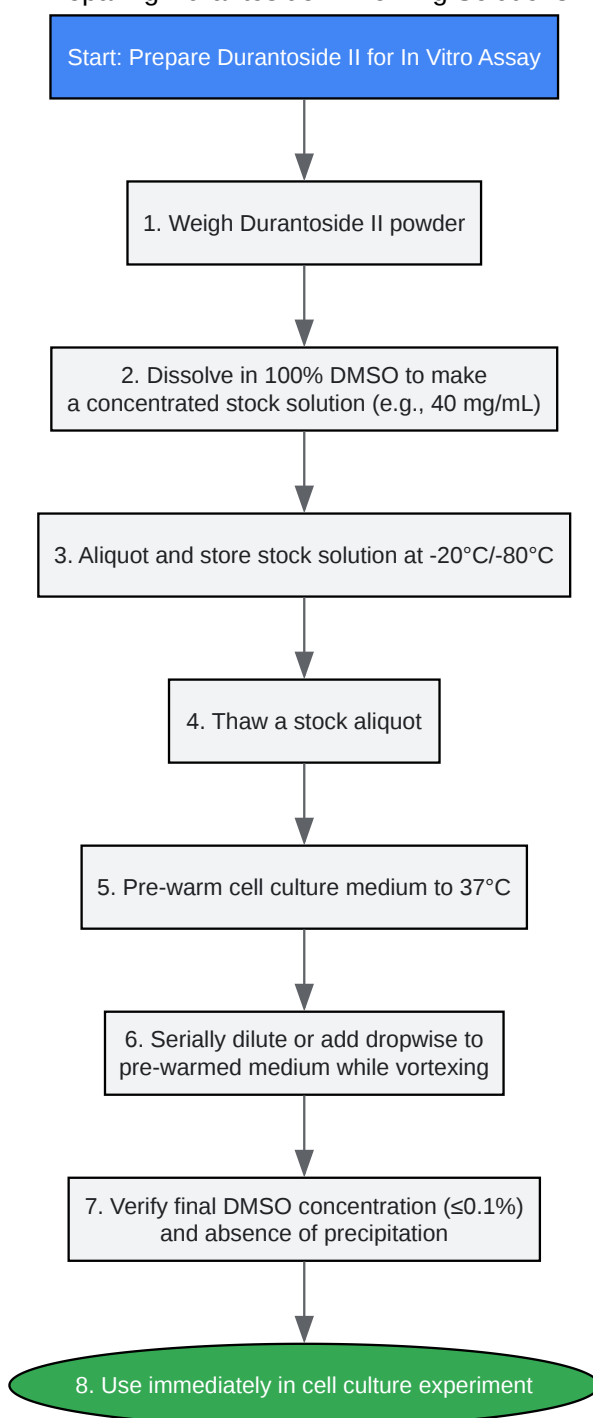 Start: Prepare Durantoside II for In Vitro Assay
1. Weigh Durantoside II powder
2. Dissolve in 100% DMSO to make
a concentrated stock solution (e.g., 40 mg/mL)
3. Aliquot and store stock solution at -20°C/-80°C
4. Thaw a stock aliquot
5. Pre-warm cell culture medium to 37°C
6. Serially dilute or add dropwise to
pre-warmed medium while vortexing
7. Verify final DMSO concentration (≤0.1%)
and absence of precipitation
8. Use immediately in cell culture experiment